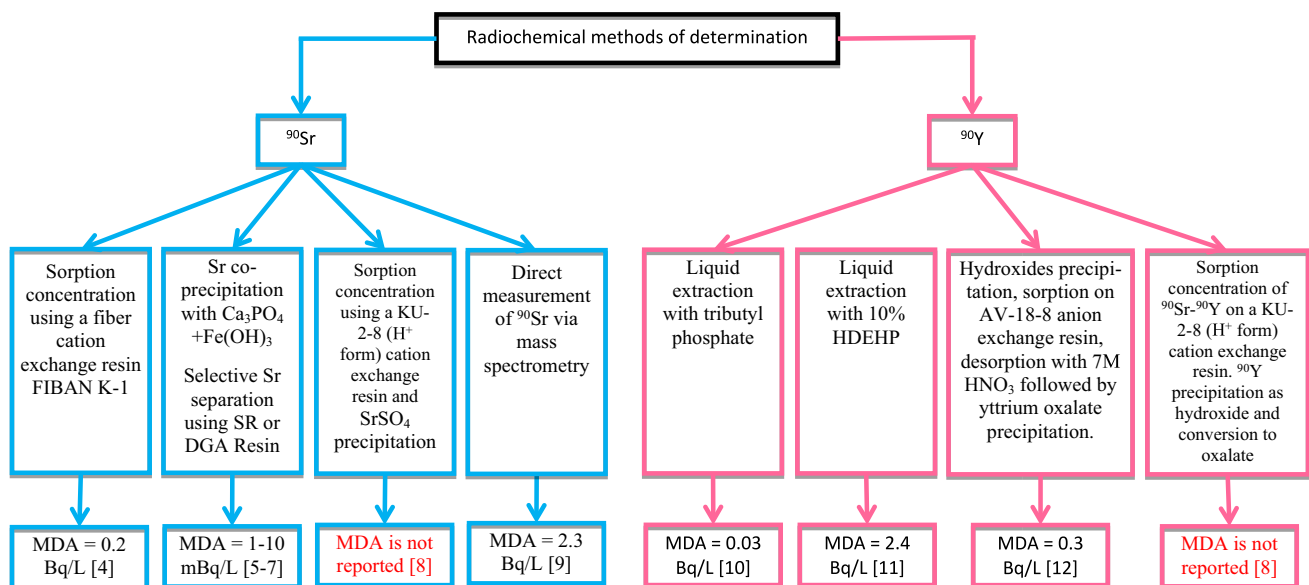 Radiochemical methods of determination
⁹⁰Sr
⁹⁰Y
Sorption
concentration
using a fiber
cation
exchange resin
FIBAN K-1
Sr co-
precipitation
with Ca₃PO₄
+Fe(OH)₃
Selective Sr
separation
using SR or
DGA Resin
Sorption
concentration
using a KU-
2-8 (H⁺
form) cation
exchange
resin and
SrSO₄
precipitation
Direct
measurement
of ⁹⁰Sr via
mass
spectrometry
Liquid
extraction
with tributyl
phosphate
Liquid
extraction
with 10%
HDEHP
Hydroxides precipi-
tation, sorption on
AV-18-8 anion
exchange resin,
desorption with 7M
HNO₃ followed by
yttrium oxalate
precipitation.
Sorption
concentration of
⁹⁰Sr-⁹⁰Y on a KU-
2-8 (H⁺ form)
cation exchange
resin. ⁹⁰Y
precipitation as
hydroxide and
conversion to
oxalate
MDA = 0.2
Bq/L [4]
MDA = 1-10
mBq/L [5-7]
MDA is not
reported [8]
MDA = 2.3
Bq/L [9]
MDA = 0.03
Bq/L [10]
MDA = 2.4
Bq/L [11]
MDA = 0.3
Bq/L [12]
MDA is not
reported [8]